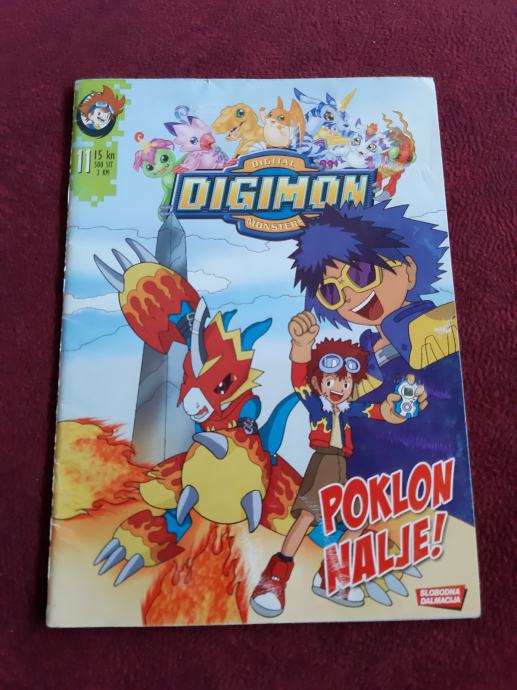 11
15 kn
500 SIT
3 KM
DIGITAL
DIGIMON
MONSTERS
POKLON
NALJE!
SLOBODNA
DALMACIJA